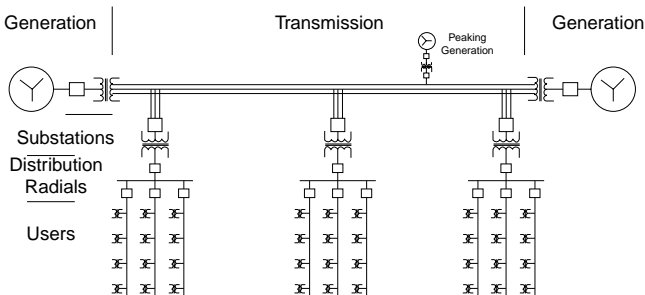 Generation
Transmission
Generation
Peaking
Generation
Substations
Distribution
Radials
Users